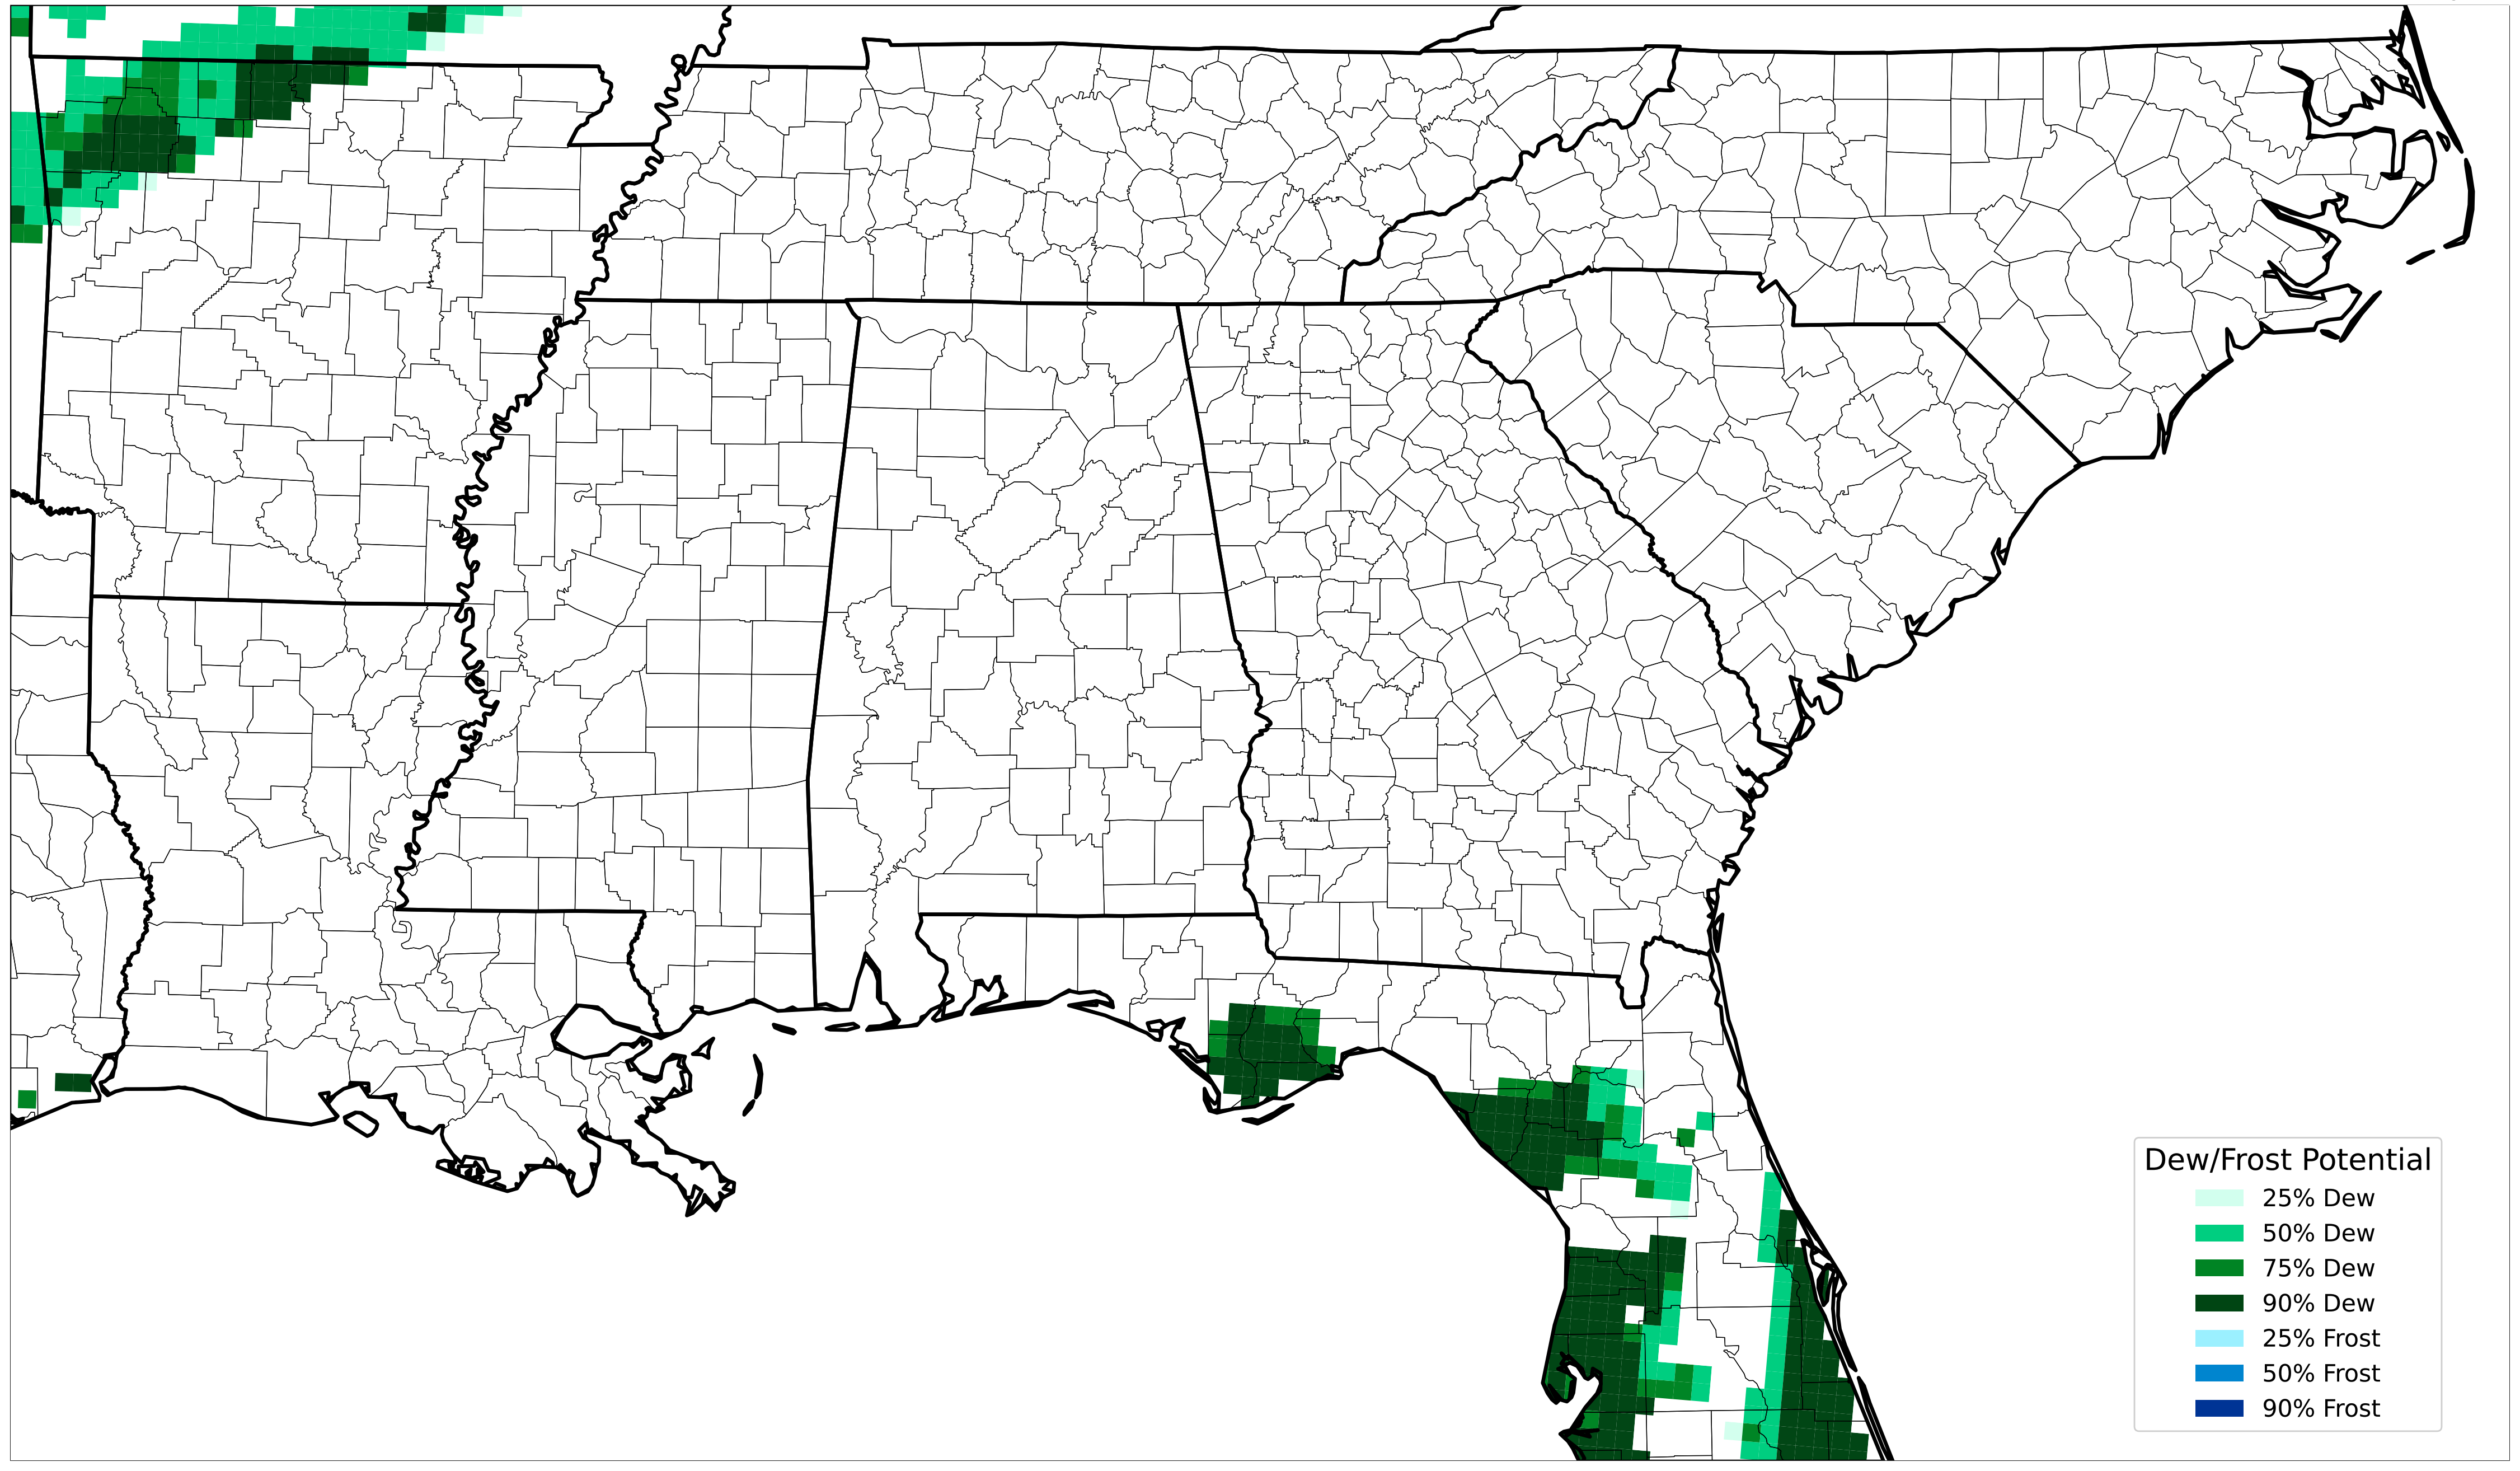 Dew/Frost Potential
25% Dew
50% Dew
75% Dew
90% Dew
25% Frost
50% Frost
90% Frost